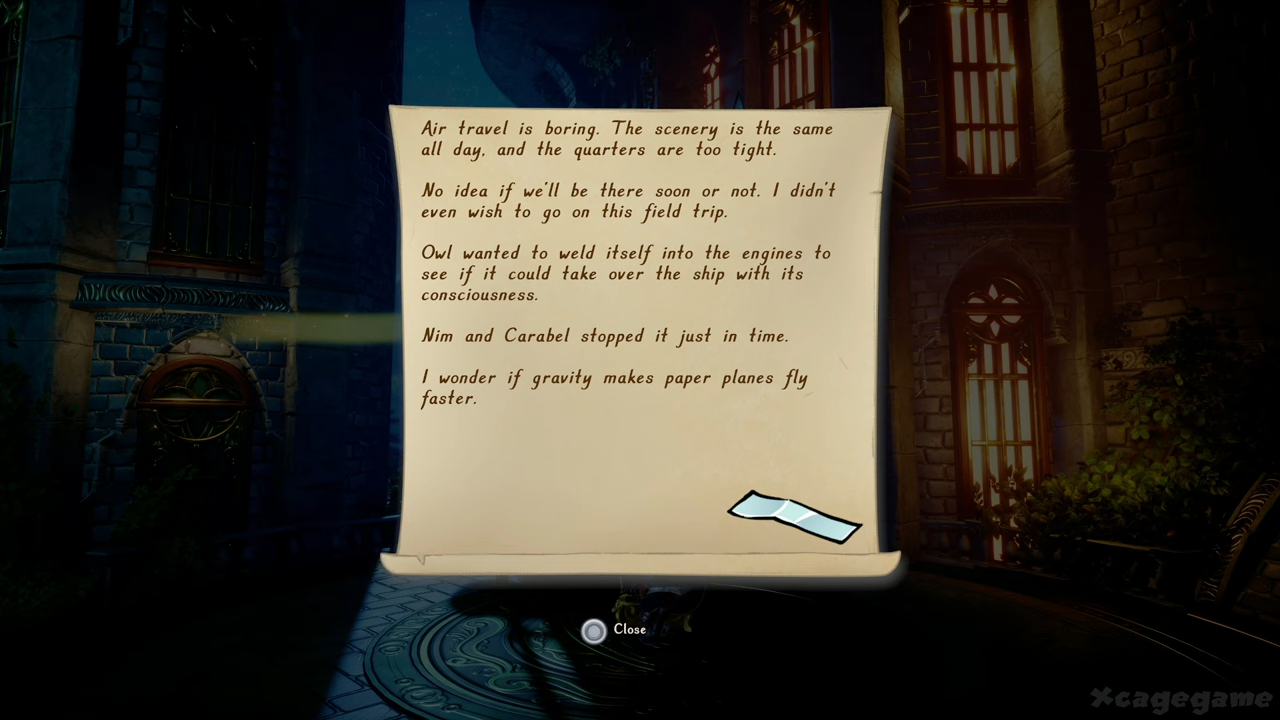 Air travel is boring. The scenery is the same
all day, and the quarters are too tight.
No idea if we'll be there soon or not. I didn't
even wish to go on this field trip.
Owl wanted to weld itself into the engines to
see if it could take over the ship with its
consciousness.
Nim and Carabel stopped it just in time.
I wonder if gravity makes paper planes fly
faster.
Close
Xcagegame